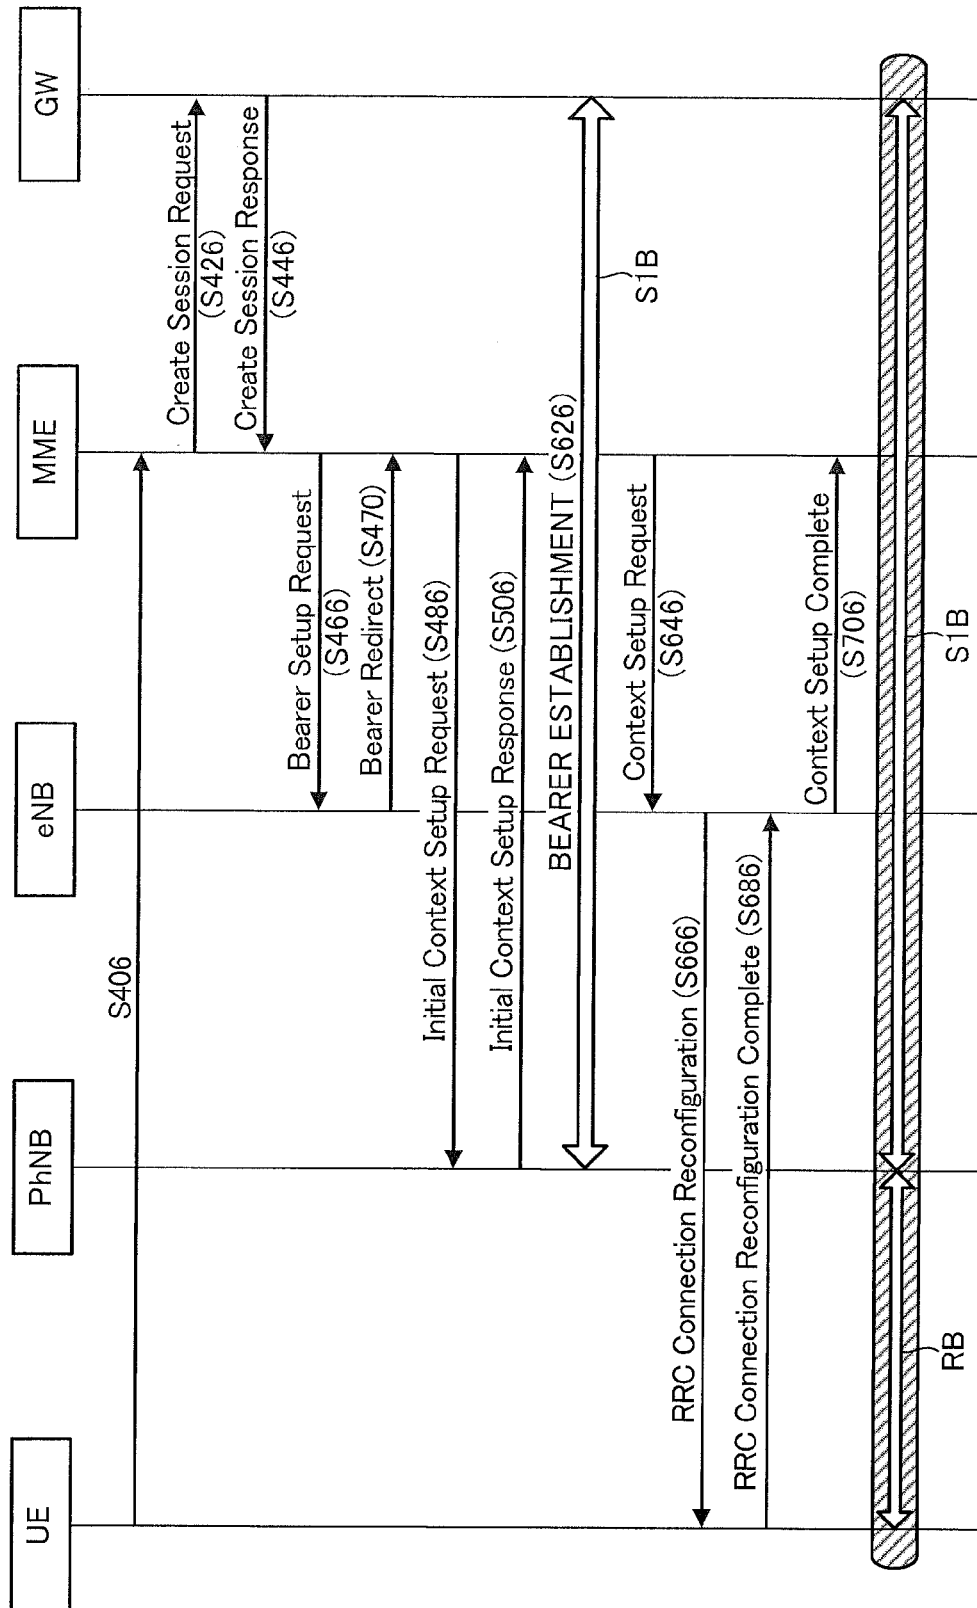 UE
PhNB
eNB
MME
GW
S406
Create Session Request
(S426)
Create Session Response
(S446)
Bearer Setup Request
(S466)
Bearer Redirect (S470)
Initial Context Setup Request (S486)
Initial Context Setup Response (S506)
BEARER ESTABLISHMENT (S626)
S1B
Context Setup Request
(S646)
RRC Connection Reconfiguration (S666)
RRC Connection Reconfiguration Complete (S686)
Context Setup Complete
(S706)
RB
S1B